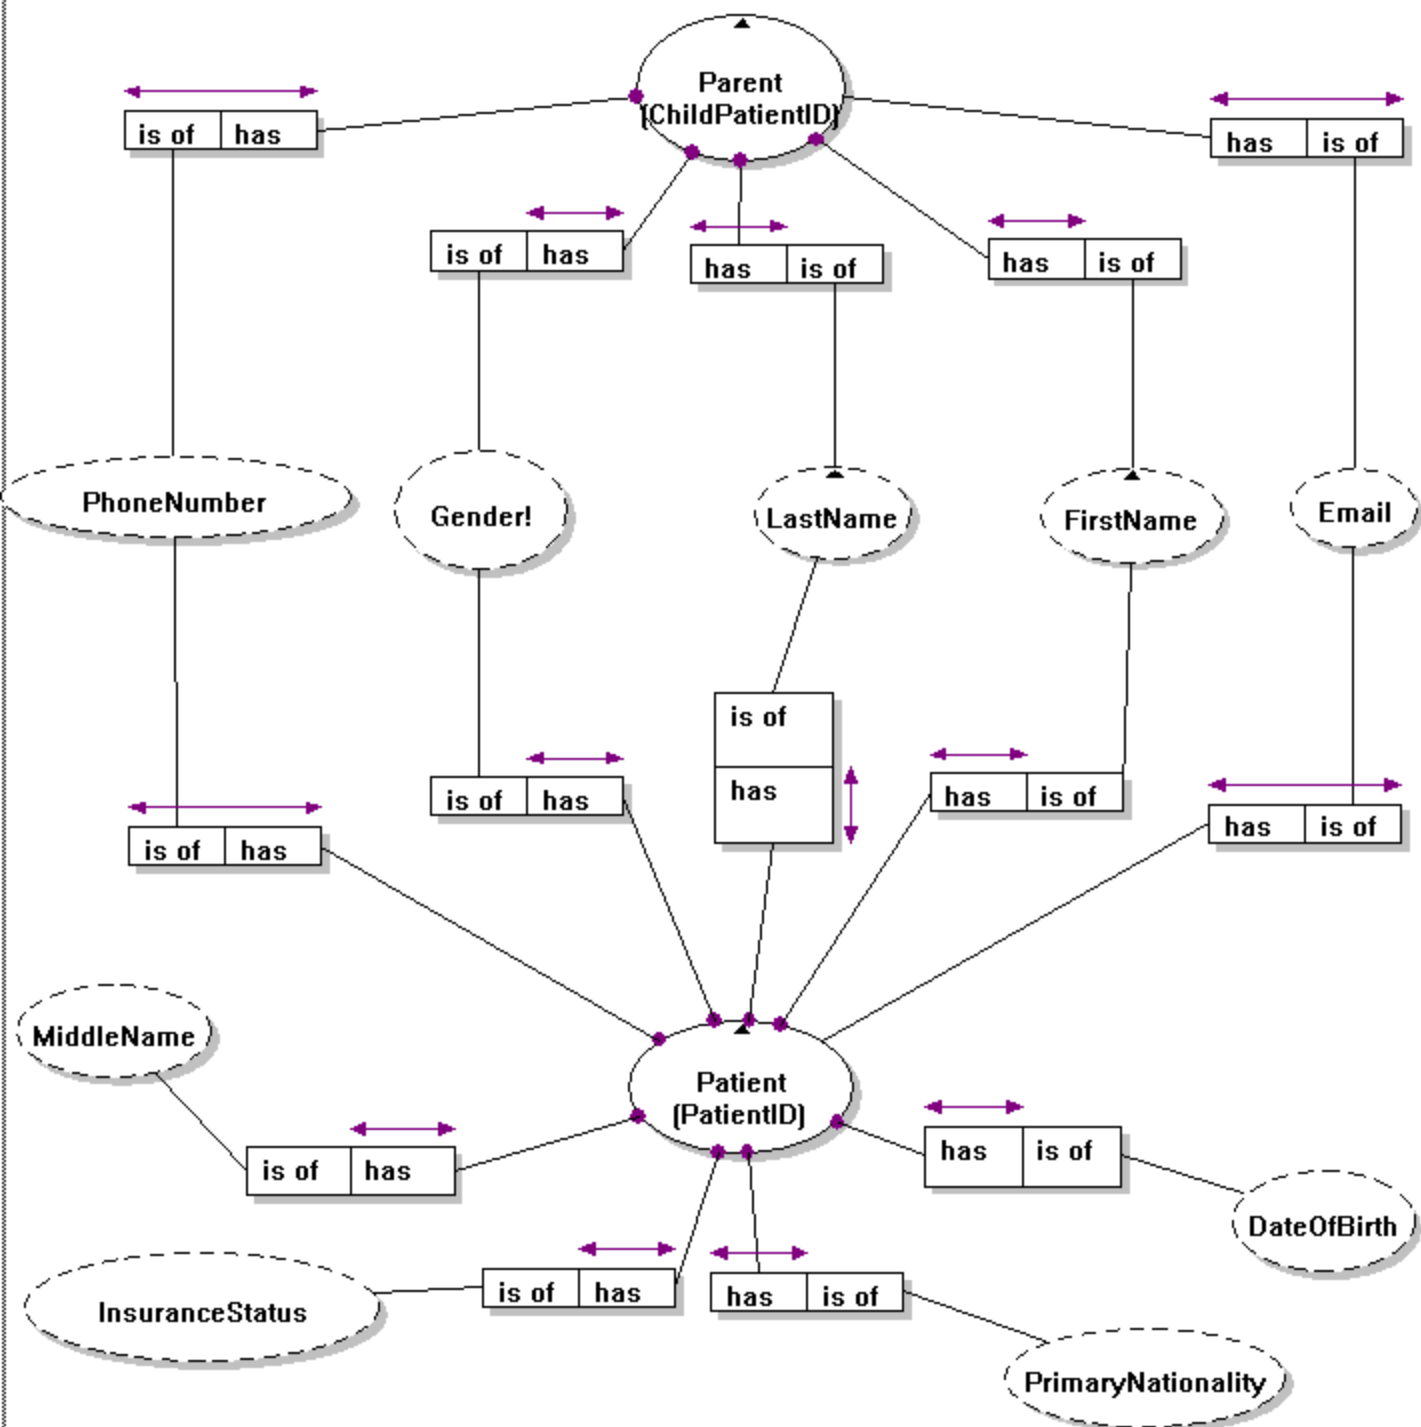 Parent
(ChildPatientID)
is of has
has is of
is of has
has is of
has is of
PhoneNumber
Gender!
LastName
FirstName
Email
is of
has
is of has
has is of
has is of
is of has
MiddleName
Patient
(PatientID)
is of has
has is of
DateOfBirth
InsuranceStatus
is of has
has is of
PrimaryNationality